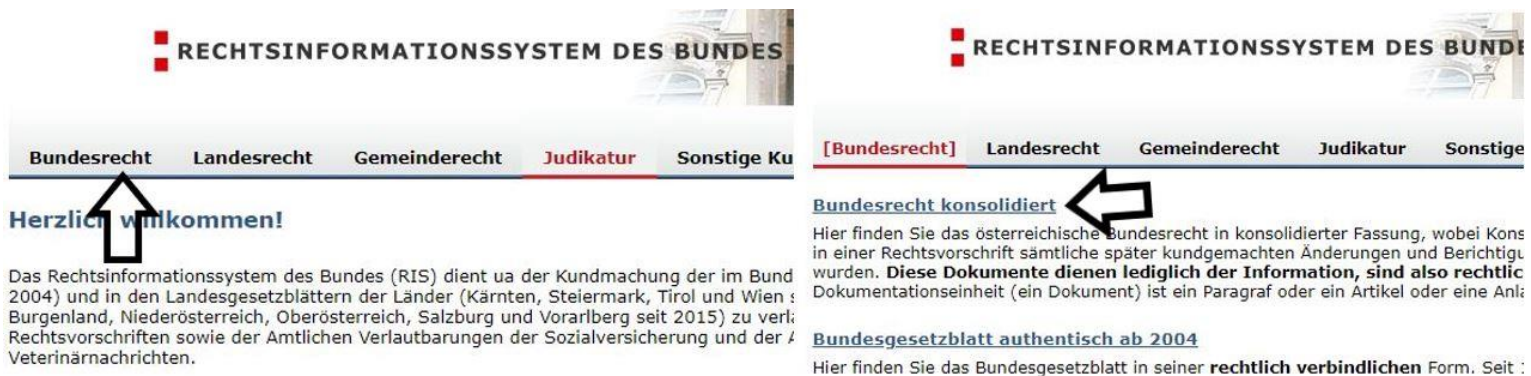 RECHTSINFORMATIONSSYSTEM DES BUNDES
Bundesrecht Landesrecht Gemeinderecht Judikatur Sonstige Ku
Herzlich willkommen!
Das Rechtsinformationssystem des Bundes (RIS) dient ua der Kundmachung der im Bund
2004) und in den Landesgesetzblättern der Länder (Kärnten, Steiermark, Tirol und Wien s
Burgenland, Niederösterreich, Oberösterreich, Salzburg und Vorarlberg seit 2015) zu verla
Rechtsvorschriften sowie der Amtlichen Verlautbarungen der Sozialversicherung und der A
Veterinärnachrichten.
RECHTSINFORMATIONSSYSTEM DES BUNDE
[Bundesrecht] Landesrecht Gemeinderecht Judikatur Sonstige
Bundesrecht konsolidiert
Hier finden Sie das österreichische Bundesrecht in konsolidierter Fassung, wobei Kons
in einer Rechtsvorschrift sämtliche später kundgemachten Änderungen und Berichtigu
wurden. Diese Dokumente dienen lediglich der Information, sind also rechtlic
Dokumentationseinheit (ein Dokument) ist ein Paragraf oder ein Artikel oder eine Anla
Bundesgesetzblatt authentisch ab 2004
Hier finden Sie das Bundesgesetzblatt in seiner rechtlich verbindlichen Form. Seit 1